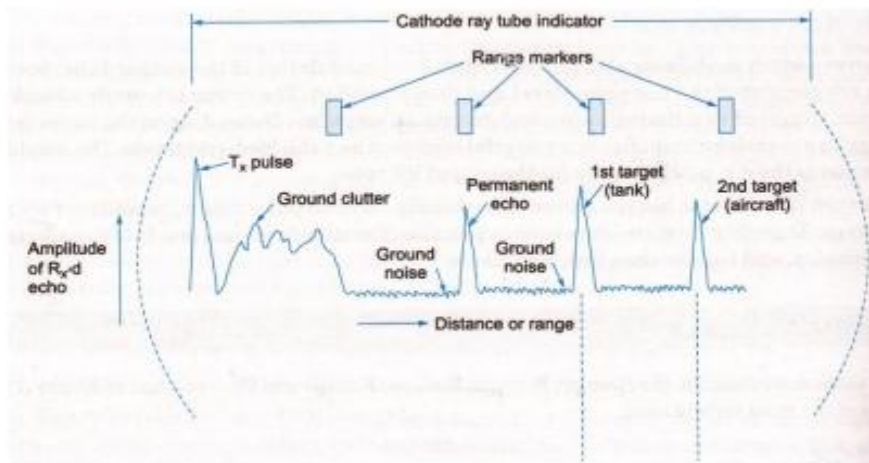 Cathode ray tube indicator
Range markers
Tx pulse
Ground clutter
Permanent echo
1st target (tank)
2nd target (aircraft)
Amplitude
of Rx-d
echo
Ground
noise
Ground
noise
Distance or range